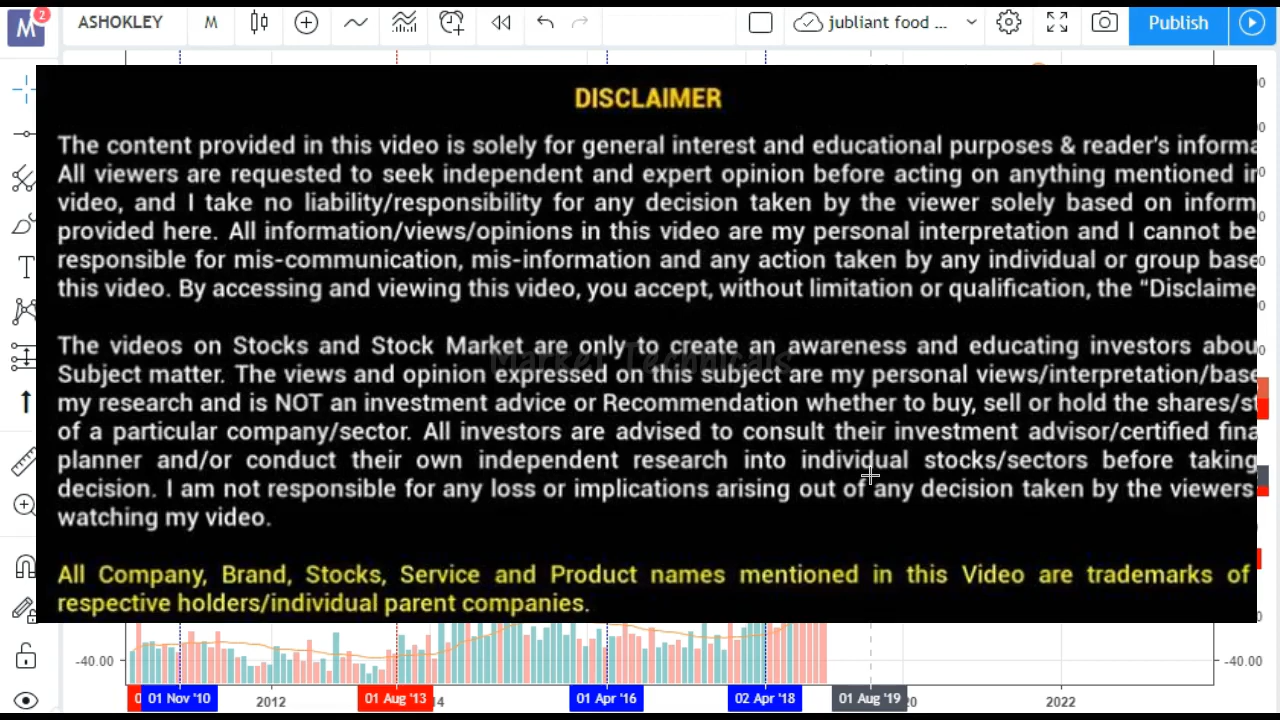 M 2 ASHOKLEY M jubliant food ... Publish
DISCLAIMER
The content provided in this video is solely for general interest and educational purposes & reader's informa
All viewers are requested to seek independent and expert opinion before acting on anything mentioned in
video, and I take no liability/responsibility for any decision taken by the viewer solely based on inform
provided here. All information/views/opinions in this video are my personal interpretation and I cannot be
responsible for mis-communication, mis-information and any action taken by any individual or group base
this video. By accessing and viewing this video, you accept, without limitation or qualification, the “Disclaime
The videos on Stocks and Stock Market are only to create an awareness and educating investors abou
Market Technicals
Subject matter. The views and opinion expressed on this subject are my personal views/interpretation/base
my research and is NOT an investment advice or Recommendation whether to buy, sell or hold the shares/st
of a particular company/sector. All investors are advised to consult their investment advisor/certified fina
planner and/or conduct their own independent research into individual stocks/sectors before taking
decision. I am not responsible for any loss or implications arising out of any decision taken by the viewers
watching my video.
All Company, Brand, Stocks, Service and Product names mentioned in this Video are trademarks of
respective holders/individual parent companies.
-40.00 -40.00
0 01 Nov '10 2012 01 Aug '13 14 01 Apr '16 02 Apr '18 01 Aug '19 20 2022